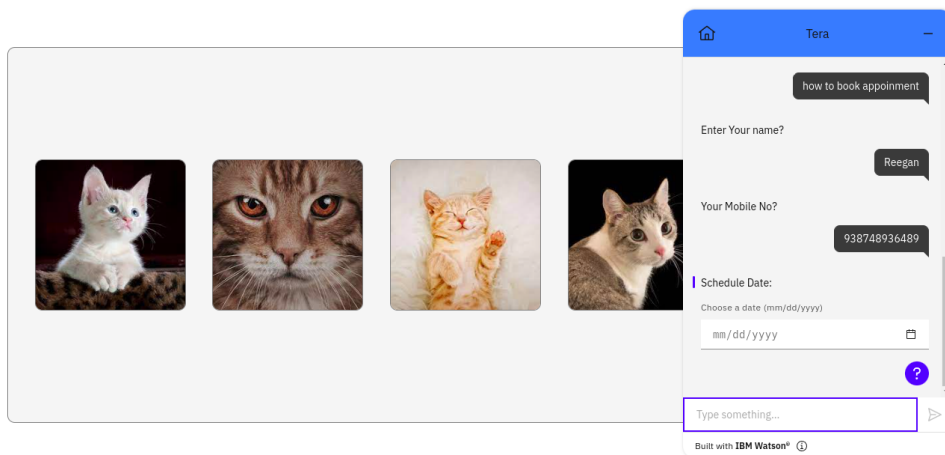 Tera
how to book appoinment
Enter Your name?
Reegan
Your Mobile No?
938748936489
Schedule Date:
Choose a date (mm/dd/yyyy)
mm/dd/yyyy
?
Type something...
Built with IBM Watson®